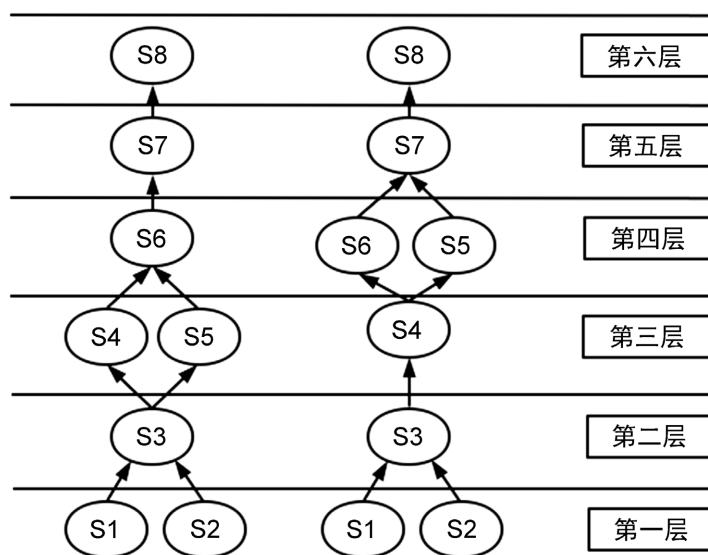 S8 S8 第六层
S7 S7 第五层
S6 S6 S5 第四层
S4 S5 S4 第三层
S3 S3 第二层
S1 S2 S1 S2 第一层